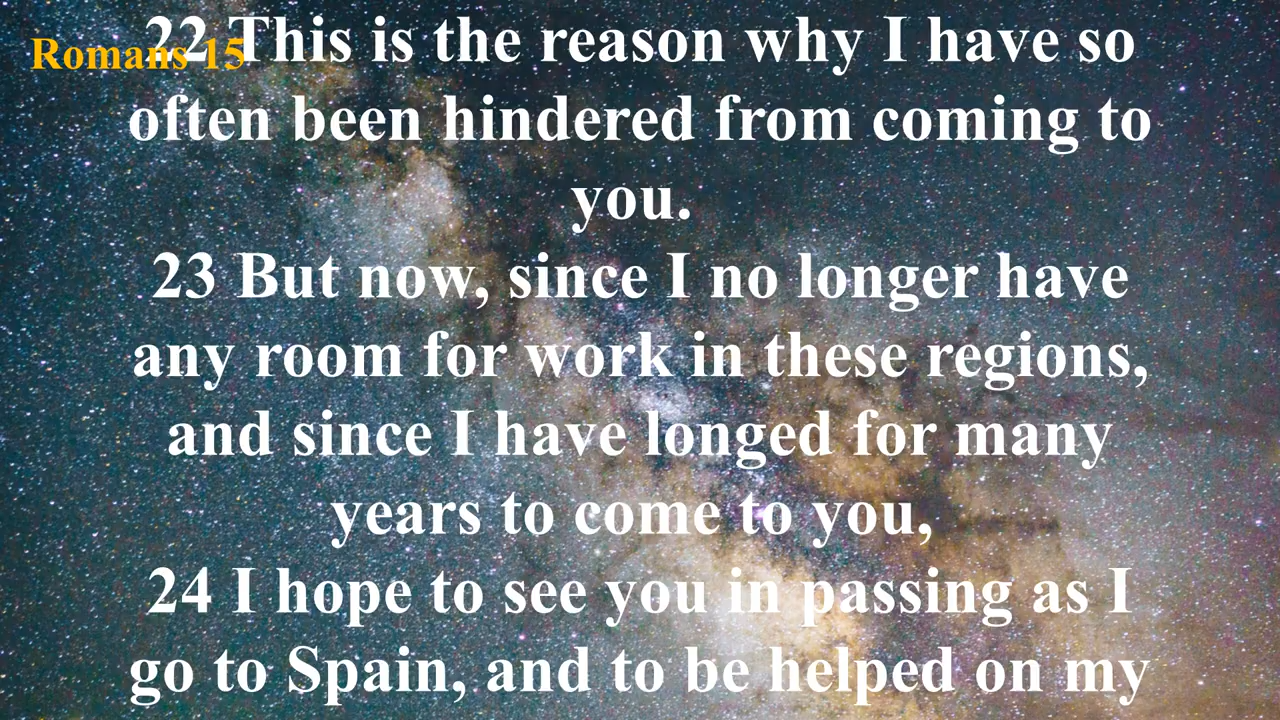 Romans 15
22 This is the reason why I have so
often been hindered from coming to
you.
23 But now, since I no longer have
any room for work in these regions,
and since I have longed for many
years to come to you,
24 I hope to see you in passing as I
go to Spain, and to be helped on my